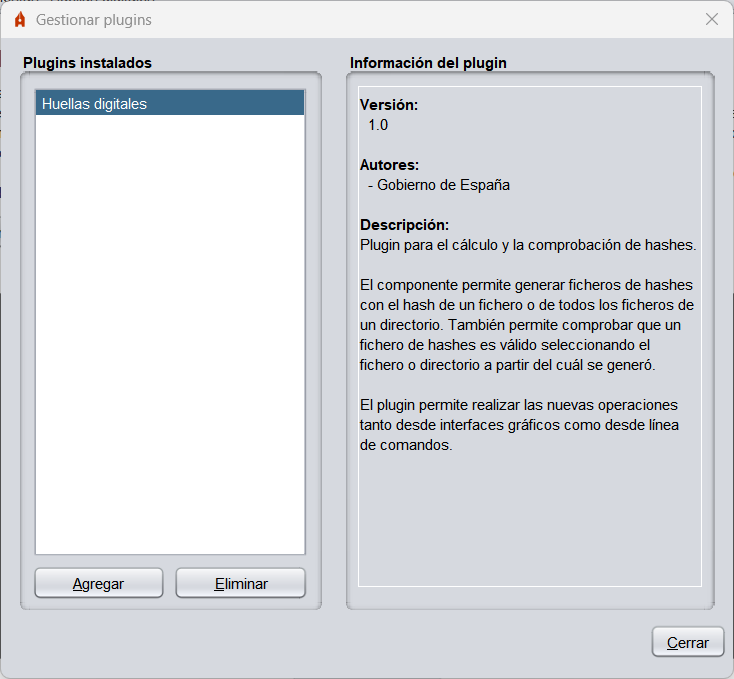 Gestionar plugins
Plugins instalados
Huellas digitales
Agregar
Eliminar
Información del plugin
Versión:
1.0
Autores:
- Gobierno de España
Descripción:
Plugin para el cálculo y la comprobación de hashes.
El componente permite generar ficheros de hashes
con el hash de un fichero o de todos los ficheros de
un directorio. También permite comprobar que un
fichero de hashes es válido seleccionando el
fichero o directorio a partir del cuál se generó.
El plugin permite realizar las nuevas operaciones
tanto desde interfaces gráficos como desde línea
de comandos.
Cerrar